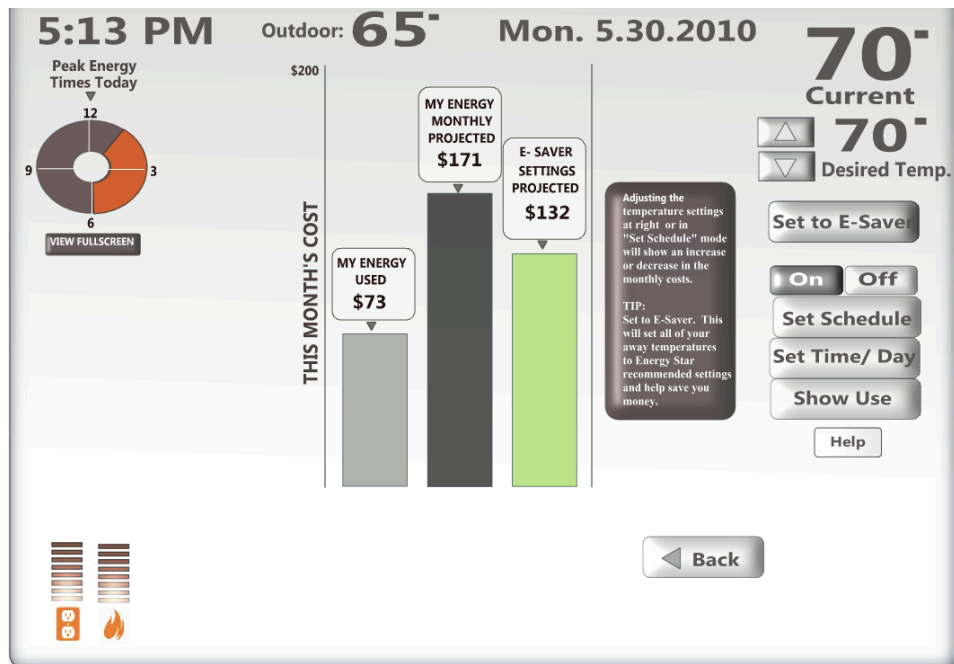 5:13 PM
Outdoor: 65-
Mon. 5.30.2010
70-
Current
70-
Desired Temp.
Peak Energy
Times Today
12
9
3
6
VIEW FULLSCREEN
$200
THIS MONTH'S COST
MY ENERGY
USED
$73
MY ENERGY
MONTHLY
PROJECTED
$171
E- SAVER
SETTINGS
PROJECTED
$132
Adjusting the
temperature settings
at right or in
"Set Schedule" mode
will show an increase
or decrease in the
monthly costs.
TIP:
Set to E-Saver. This
will set all of your
away temperatures
to Energy Star
recommended settings
and help save you
money.
Set to E-Saver
On
Off
Set Schedule
Set Time/ Day
Show Use
Help
Back